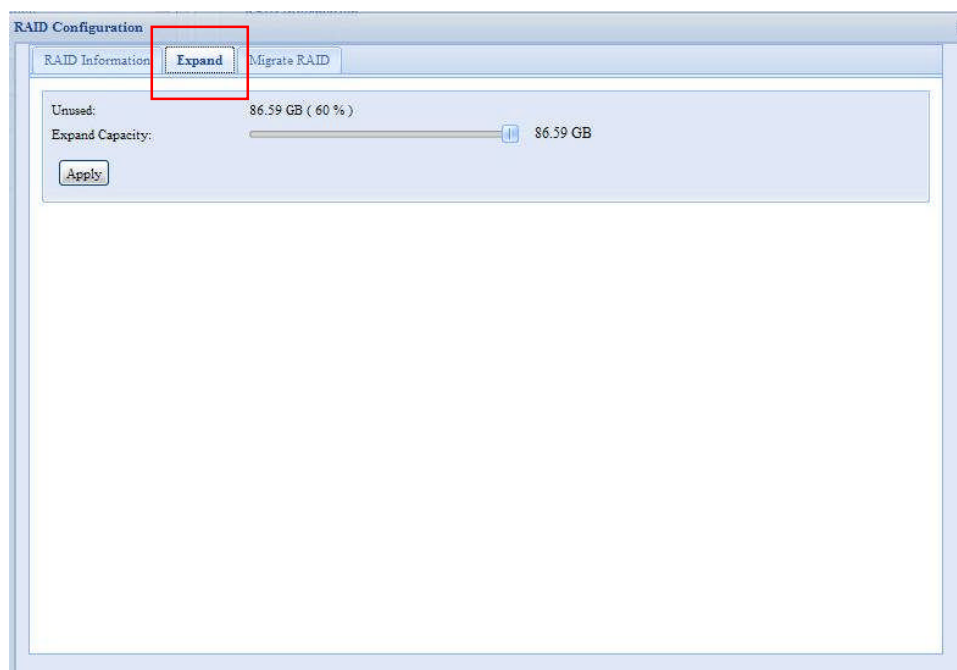 RAID Configuration
RAID Information Expand Migrate RAID
Unused: 86.59 GB ( 60 % )
Expand Capacity: 86.59 GB
Apply